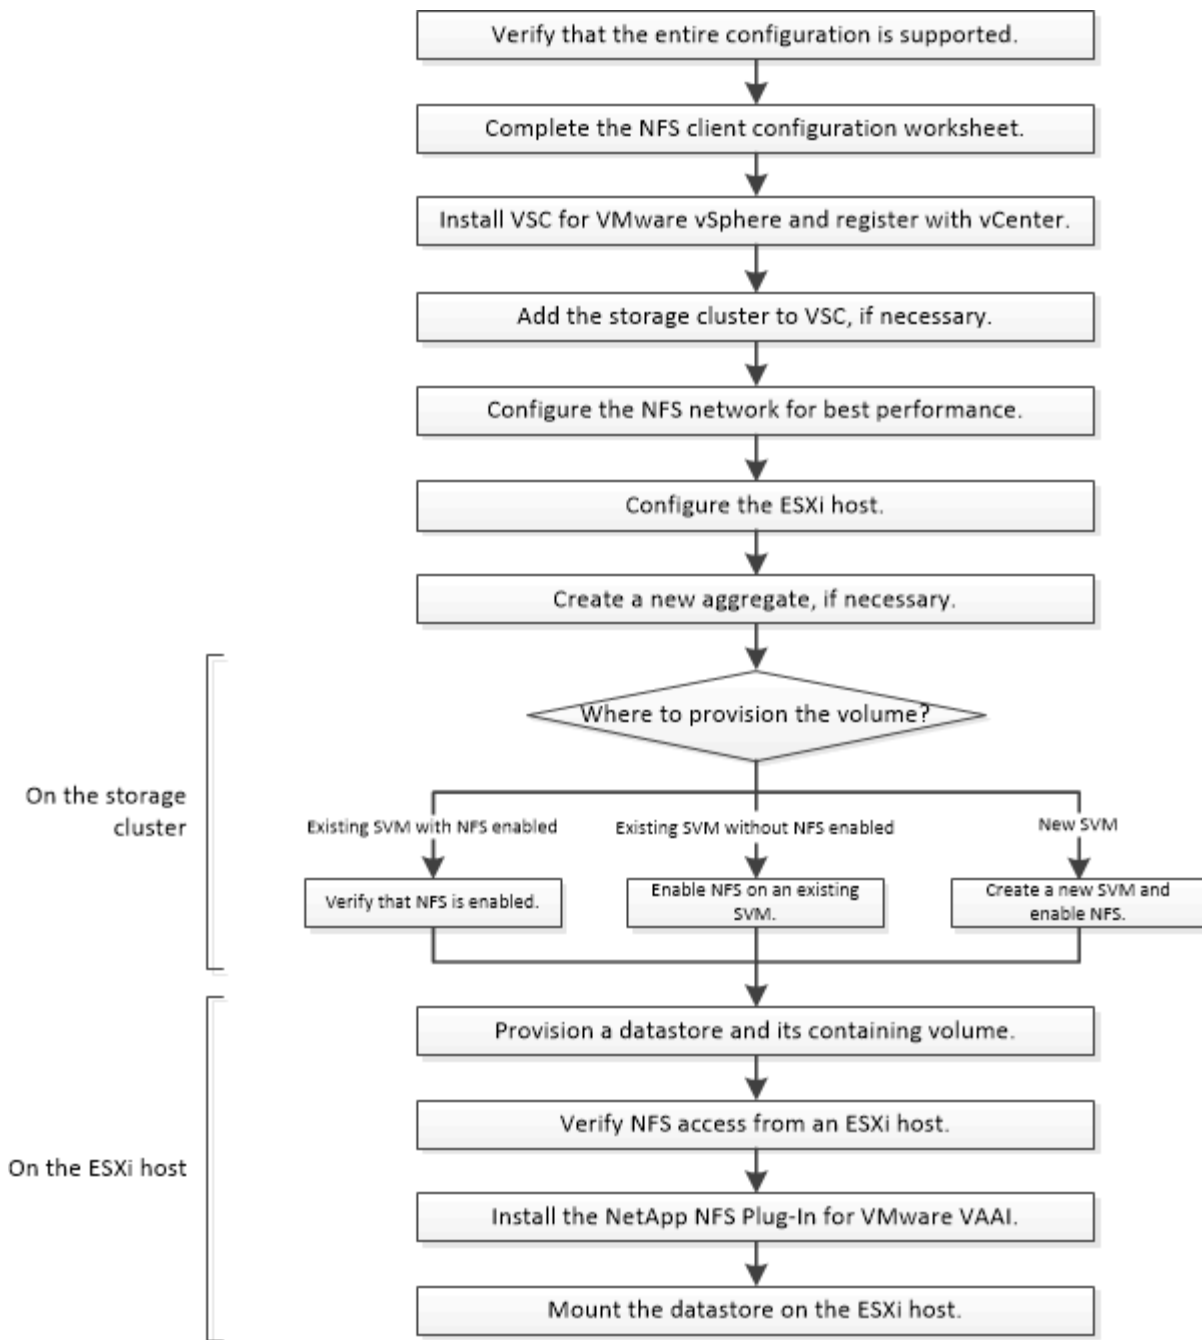 Verify that the entire configuration is supported.
Complete the NFS client configuration worksheet.
Install VSC for VMware vSphere and register with vCenter.
Add the storage cluster to VSC, if necessary.
Configure the NFS network for best performance.
Configure the ESXi host.
Create a new aggregate, if necessary.
Where to provision the volume?
On the storage
cluster
Existing SVM with NFS enabled
Existing SVM without NFS enabled
New SVM
Verify that NFS is enabled.
Enable NFS on an existing
SVM.
Create a new SVM and
enable NFS.
Provision a datastore and its containing volume.
Verify NFS access from an ESXi host.
On the ESXi host
Install the NetApp NFS Plug-In for VMware VAAI.
Mount the datastore on the ESXi host.